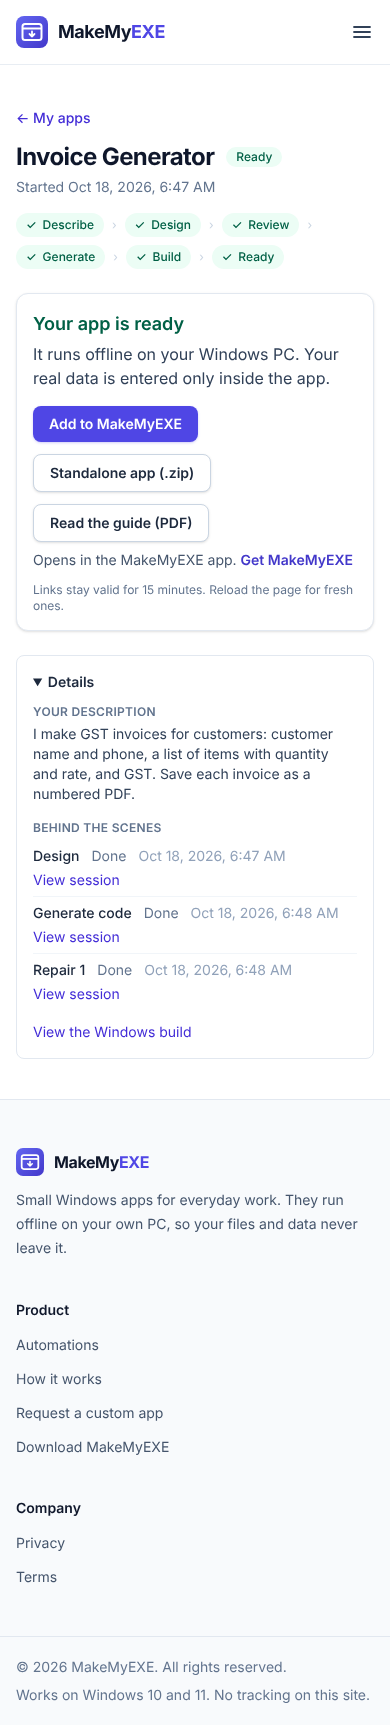 MakeMyEXE
← My apps
Invoice Generator Ready
Started Oct 18, 2026, 6:47 AM
✓ Describe › ✓ Design › ✓ Review ›
✓ Generate › ✓ Build › ✓ Ready
Your app is ready
It runs offline on your Windows PC. Your
real data is entered only inside the app.
Add to MakeMyEXE
Standalone app (.zip)
Read the guide (PDF)
Opens in the MakeMyEXE app. Get MakeMyEXE
Links stay valid for 15 minutes. Reload the page for fresh
ones.
▼ Details
YOUR DESCRIPTION
I make GST invoices for customers: customer
name and phone, a list of items with quantity
and rate, and GST. Save each invoice as a
numbered PDF.
BEHIND THE SCENES
Design Done Oct 18, 2026, 6:47 AM
View session
Generate code Done Oct 18, 2026, 6:48 AM
View session
Repair 1 Done Oct 18, 2026, 6:48 AM
View session
View the Windows build
MakeMyEXE
Small Windows apps for everyday work. They run
offline on your own PC, so your files and data never
leave it.
Product
Automations
How it works
Request a custom app
Download MakeMyEXE
Company
Privacy
Terms
© 2026 MakeMyEXE. All rights reserved.
Works on Windows 10 and 11. No tracking on this site.